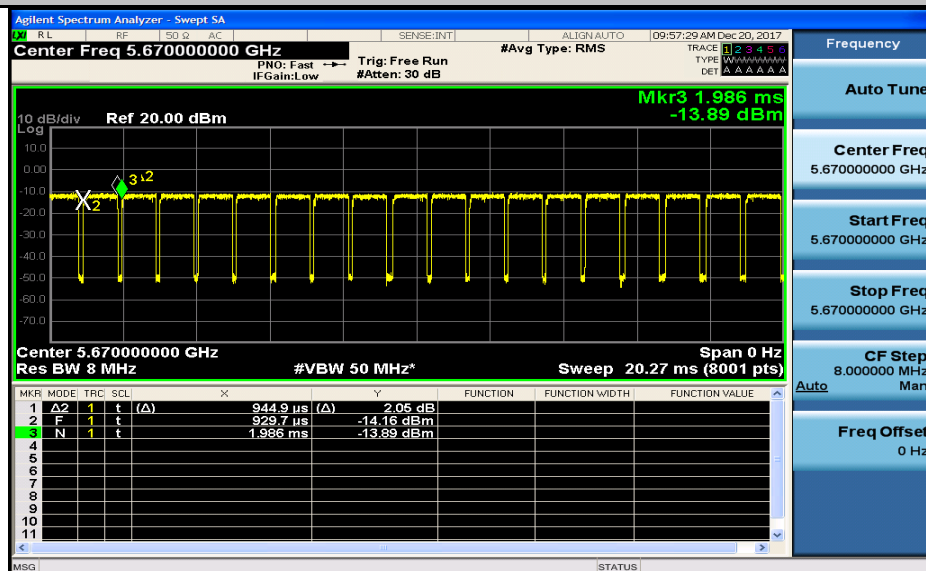 Agilent Spectrum Analyzer - Swept SA
LXI RL RF 50 Ω AC SENSE:INT ALIGN AUTO 09:57:29 AM Dec 20, 2017
Center Freq 5.670000000 GHz
PNO: Fast
IFGain:Low
Trig: Free Run
#Atten: 30 dB
#Avg Type: RMS
TRACE 1 2 3 4 5 6
TYPE W
DET A A A A A A
Mkr3 1.986 ms
-13.89 dBm
10 dB/div Ref 20.00 dBm
Log
10.0
0.00
-10.0
-20.0
-30.0
-40.0
-50.0
-60.0
-70.0
X2
3
Δ2
Center 5.670000000 GHz Span 0 Hz
Res BW 8 MHz #VBW 50 MHz* Sweep 20.27 ms (8001 pts)
MKR MODE TRC SCL X Y FUNCTION FUNCTION WIDTH FUNCTION VALUE
1 Δ2 1 t (Δ) 944.9 µs (Δ) 2.05 dB
2 F 1 t 929.7 µs -14.16 dBm
3 N 1 t 1.986 ms -13.89 dBm
4
5
6
7
8
9
10
11
MSG STATUS
Frequency
Auto Tune
Center Freq
5.670000000 GHz
Start Freq
5.670000000 GHz
Stop Freq
5.670000000 GHz
CF Step
8.000000 MHz
Auto Man
Freq Offset
0 Hz